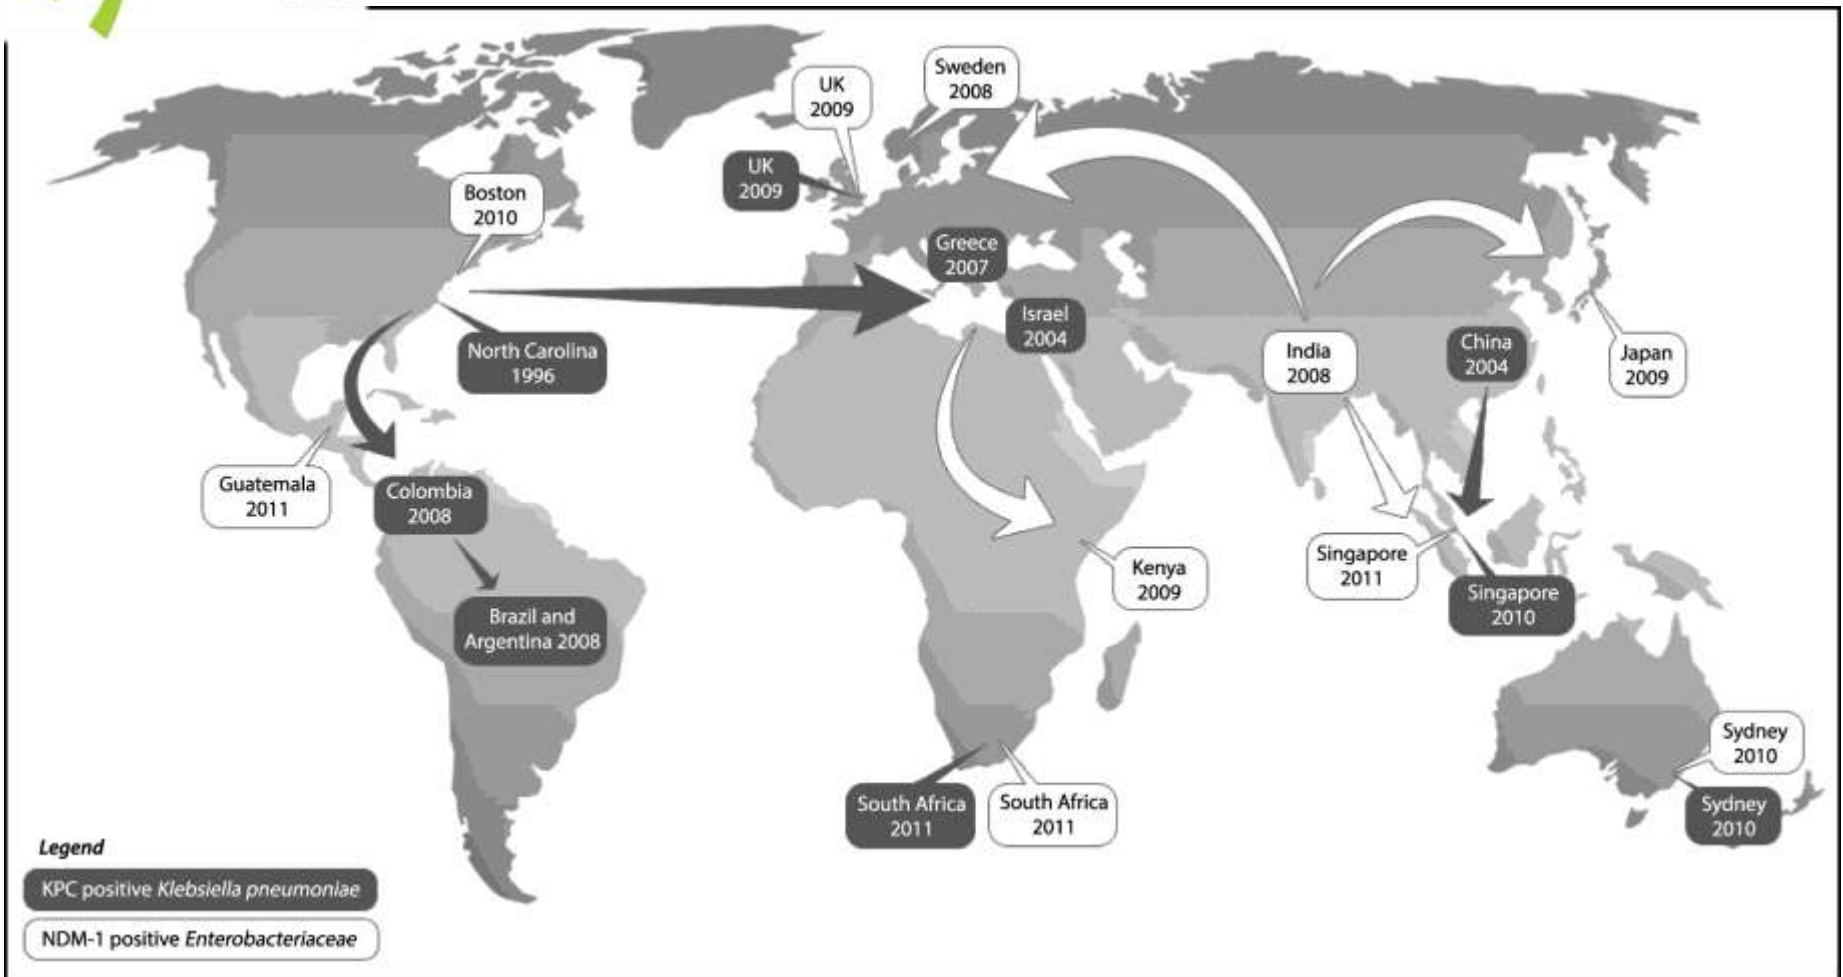 Sweden
2008
UK
2009
UK
2009
Boston
2010
Greece
2007
Israel
2004
North Carolina
1996
India
2008
China
2004
Japan
2009
Guatemala
2011
Colombia
2008
Singapore
2011
Kenya
2009
Singapore
2010
Brazil and
Argentina 2008
Sydney
2010
South Africa
2011
South Africa
2011
Sydney
2010
Legend
KPC positive Klebsiella pneumoniae
NDM-1 positive Enterobacteriaceae